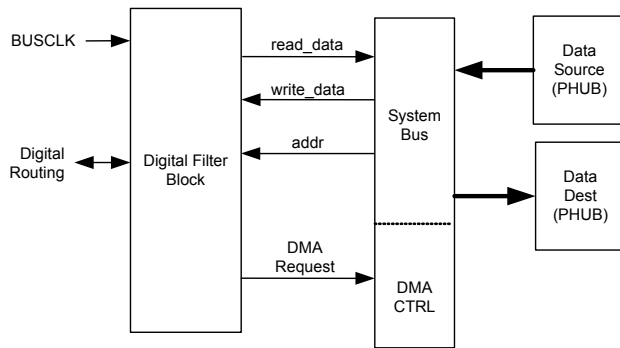 BUSCLK
Digital
Routing
Digital Filter
Block
read_data
write_data
addr
DMA
Request
System
Bus
DMA
CTRL
Data
Source
(PHUB)
Data
Dest
(PHUB)